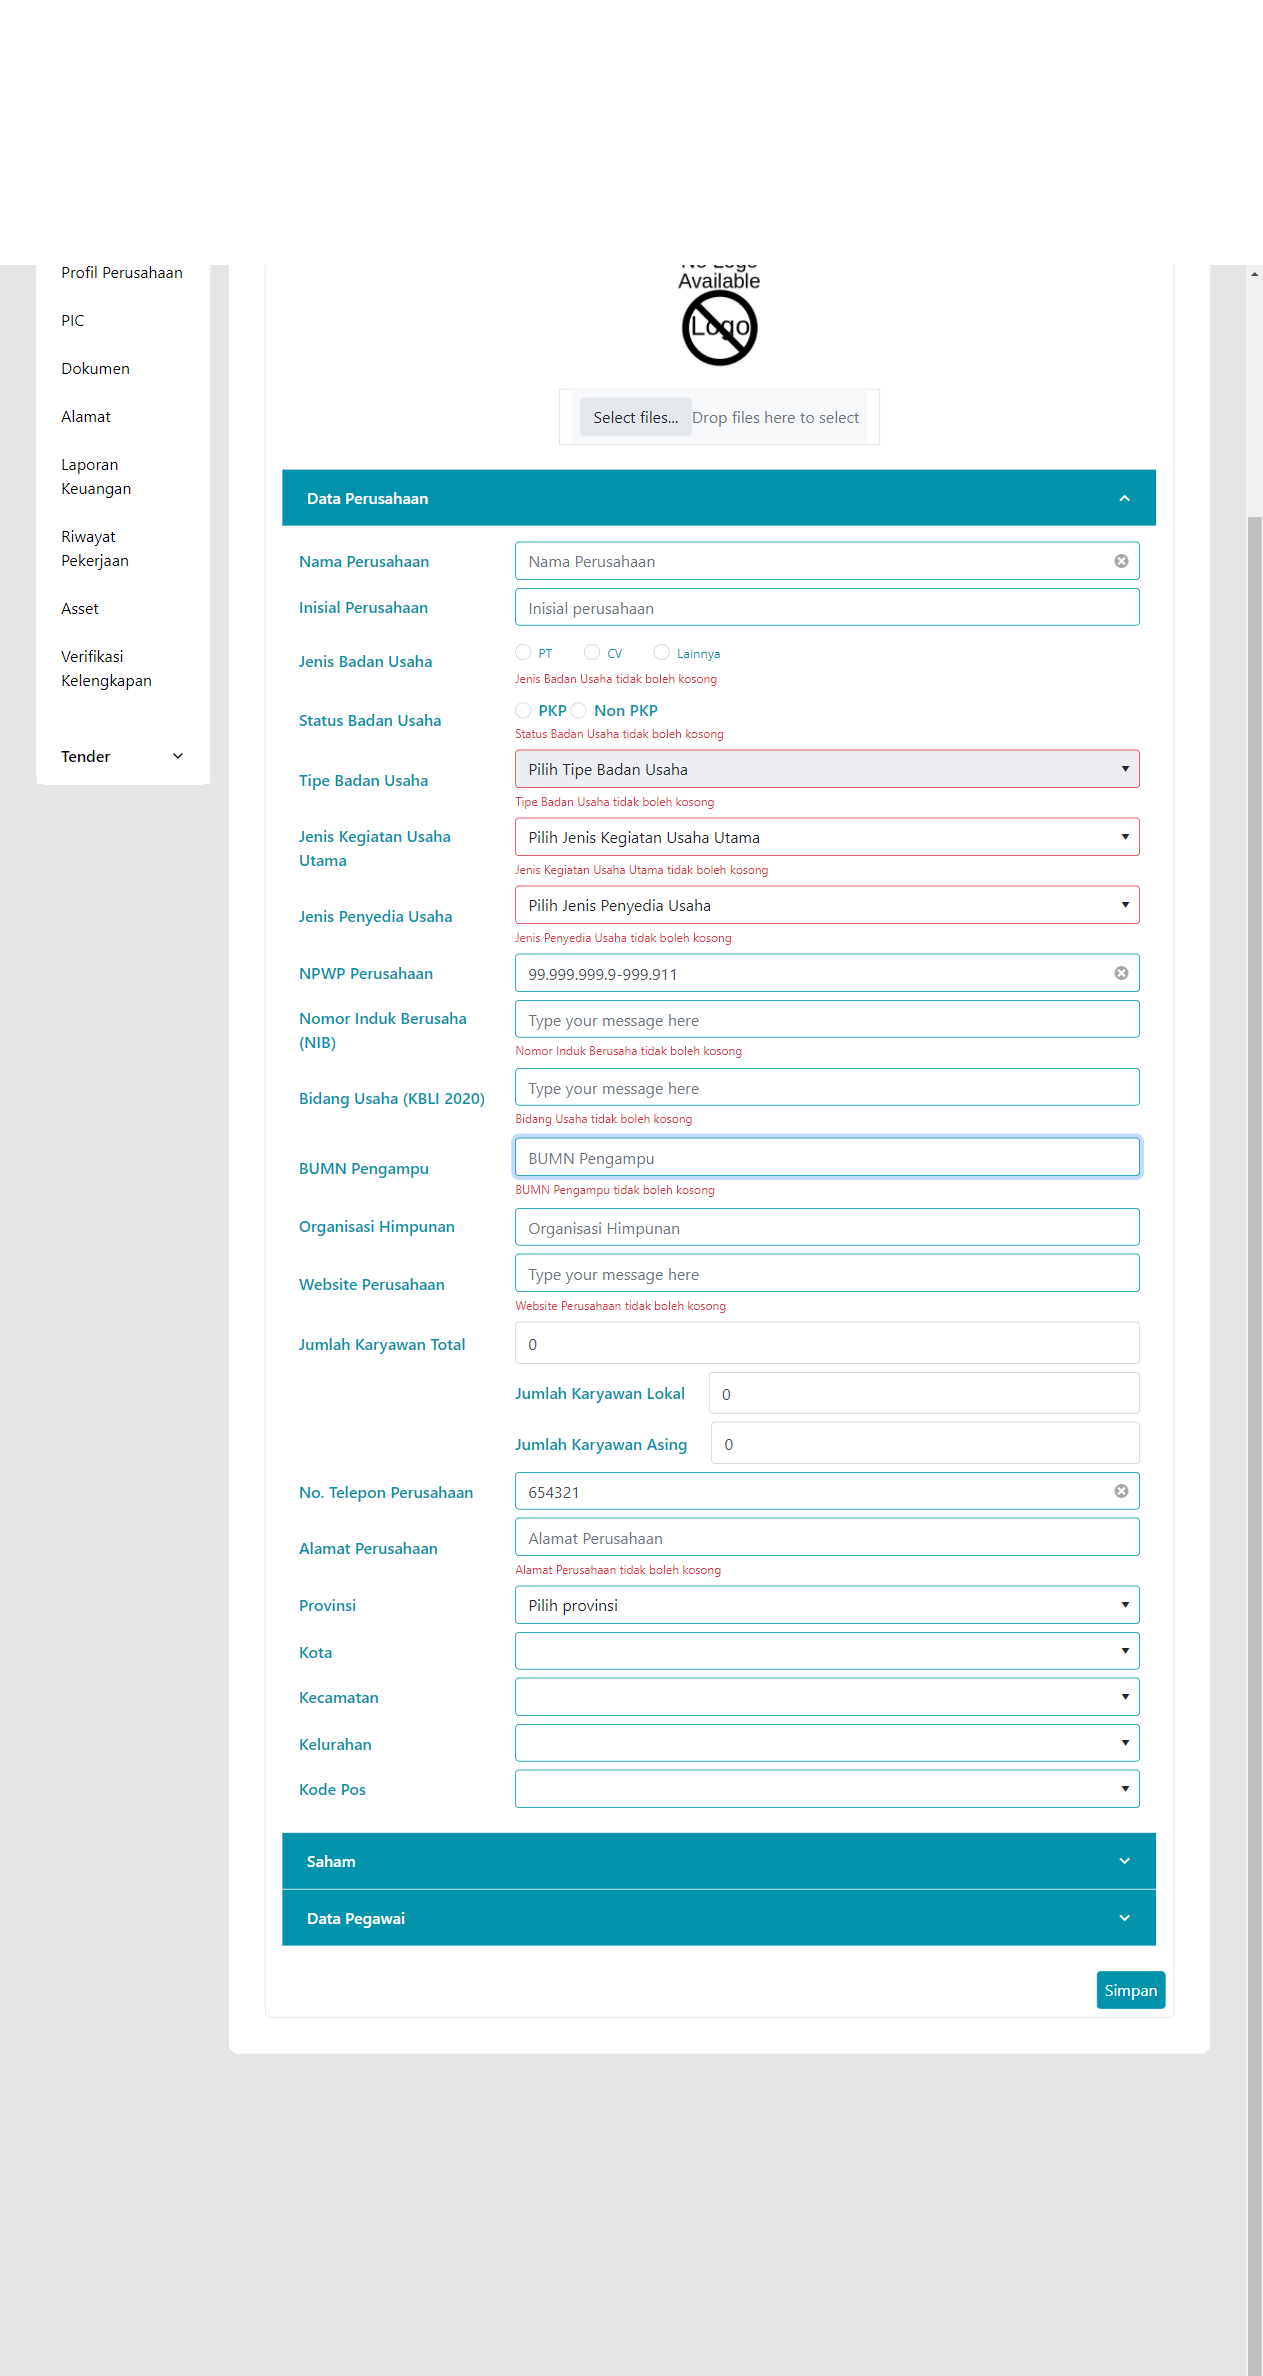 Profil Perusahaan
PIC
Dokumen
Alamat
Laporan
Keuangan
Riwayat
Pekerjaan
Asset
Verifikasi
Kelengkapan
Tender
No Logo
Available
Logo
Select files...
Drop files here to select
Data Perusahaan
Nama Perusahaan
Nama Perusahaan
Inisial Perusahaan
Inisial perusahaan
Jenis Badan Usaha
PT
CV
Lainnya
Jenis Badan Usaha tidak boleh kosong
Status Badan Usaha
PKP
Non PKP
Status Badan Usaha tidak boleh kosong
Tipe Badan Usaha
Pilih Tipe Badan Usaha
Tipe Badan Usaha tidak boleh kosong
Jenis Kegiatan Usaha
Utama
Pilih Jenis Kegiatan Usaha Utama
Jenis Kegiatan Usaha Utama tidak boleh kosong
Jenis Penyedia Usaha
Pilih Jenis Penyedia Usaha
Jenis Penyedia Usaha tidak boleh kosong
NPWP Perusahaan
99.999.999.9-999.911
Nomor Induk Berusaha
(NIB)
Type your message here
Nomor Induk Berusaha tidak boleh kosong
Bidang Usaha (KBLI 2020)
Type your message here
Bidang Usaha tidak boleh kosong
BUMN Pengampu
BUMN Pengampu
BUMN Pengampu tidak boleh kosong
Organisasi Himpunan
Organisasi Himpunan
Website Perusahaan
Type your message here
Website Perusahaan tidak boleh kosong
Jumlah Karyawan Total
0
Jumlah Karyawan Lokal
0
Jumlah Karyawan Asing
0
No. Telepon Perusahaan
654321
Alamat Perusahaan
Alamat Perusahaan
Alamat Perusahaan tidak boleh kosong
Provinsi
Pilih provinsi
Kota
Kecamatan
Kelurahan
Kode Pos
Saham
Data Pegawai
Simpan